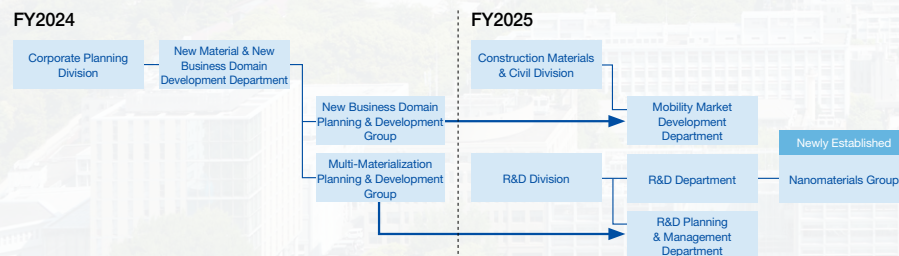 FY2024
Corporate Planning
Division
New Material & New
Business Domain
Development Department
New Business Domain
Planning & Development
Group
Multi-Materialization
Planning & Development
Group
FY2025
Construction Materials
& Civil Division
Mobility Market
Development
Department
R&D Division
R&D Department
Newly Established
Nanomaterials Group
R&D Planning
& Management
Department